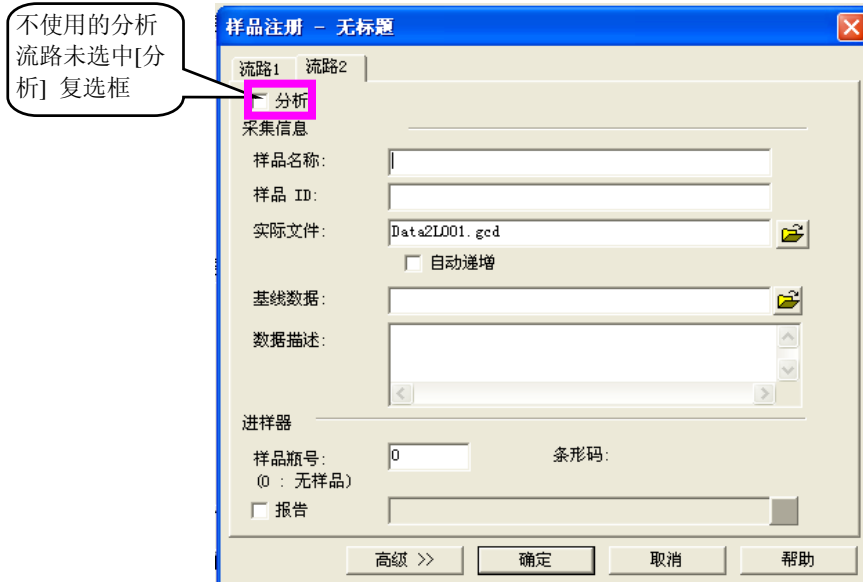 不使用的分析
流路未选中[分
析] 复选框
样品注册 - 无标题
流路1 流路2
分析
采集信息
样品名称:
样品 ID:
实际文件: Data2L001.gcd
自动递增
基线数据:
数据描述:
进样器
样品瓶号: 0 条形码:
(0 : 无样品)
报告
高级 >> 确定 取消 帮助